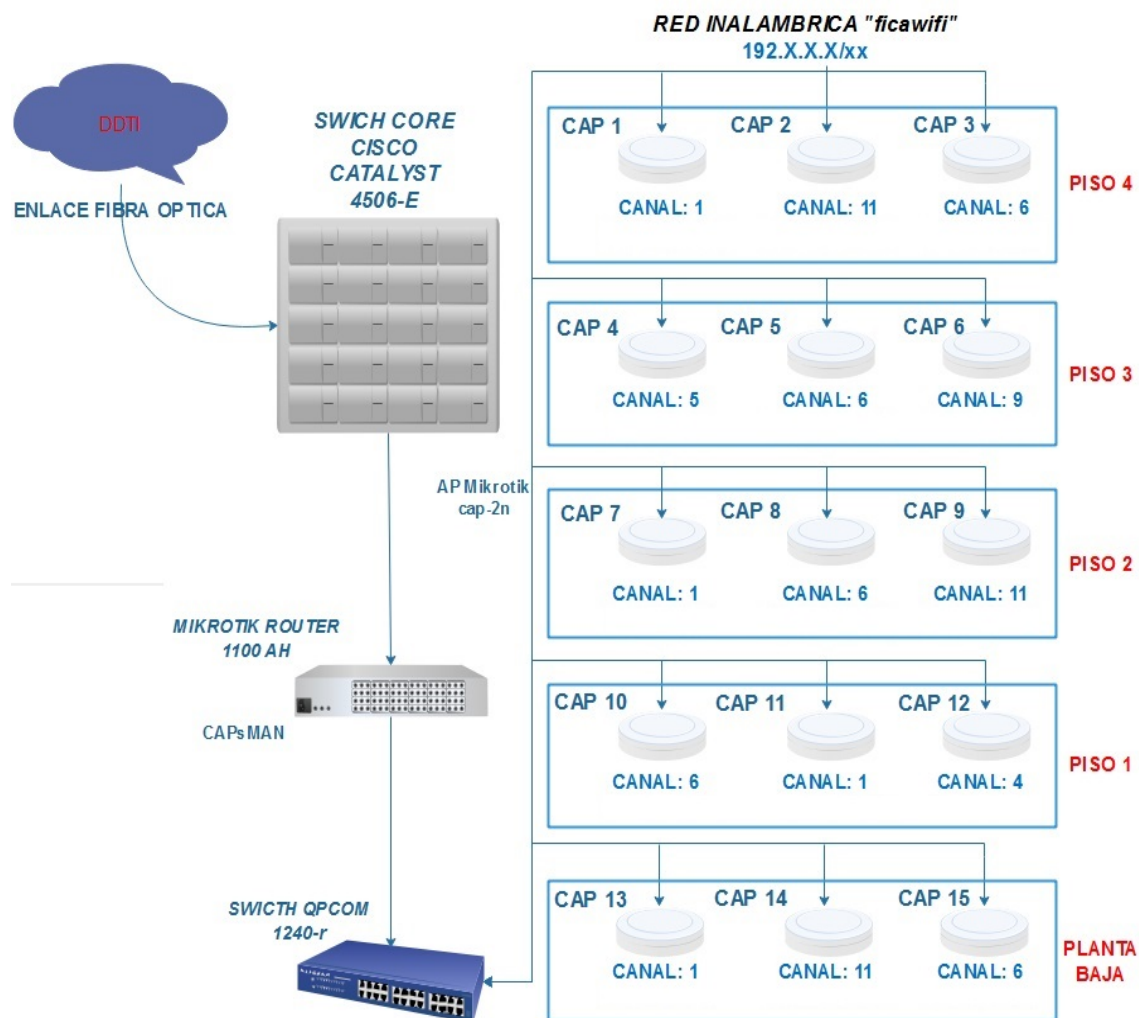 RED INALAMBRICA "ficawifi"
192.X.X.X/xx
DDTI
ENLACE FIBRA OPTICA
SWICH CORE
CISCO
CATALYST
4506-E
CAP 1
CAP 2
CAP 3
CANAL: 1
CANAL: 11
CANAL: 6
PISO 4
CAP 4
CAP 5
CAP 6
CANAL: 5
CANAL: 6
CANAL: 9
PISO 3
AP Mikrotik
cap-2n
CAP 7
CAP 8
CAP 9
CANAL: 1
CANAL: 6
CANAL: 11
PISO 2
MIKROTIK ROUTER
1100 AH
CAPsMAN
CAP 10
CAP 11
CAP 12
CANAL: 6
CANAL: 1
CANAL: 4
PISO 1
SWICTH QPCOM
1240-r
CAP 13
CAP 14
CAP 15
CANAL: 1
CANAL: 11
CANAL: 6
PLANTA
BAJA